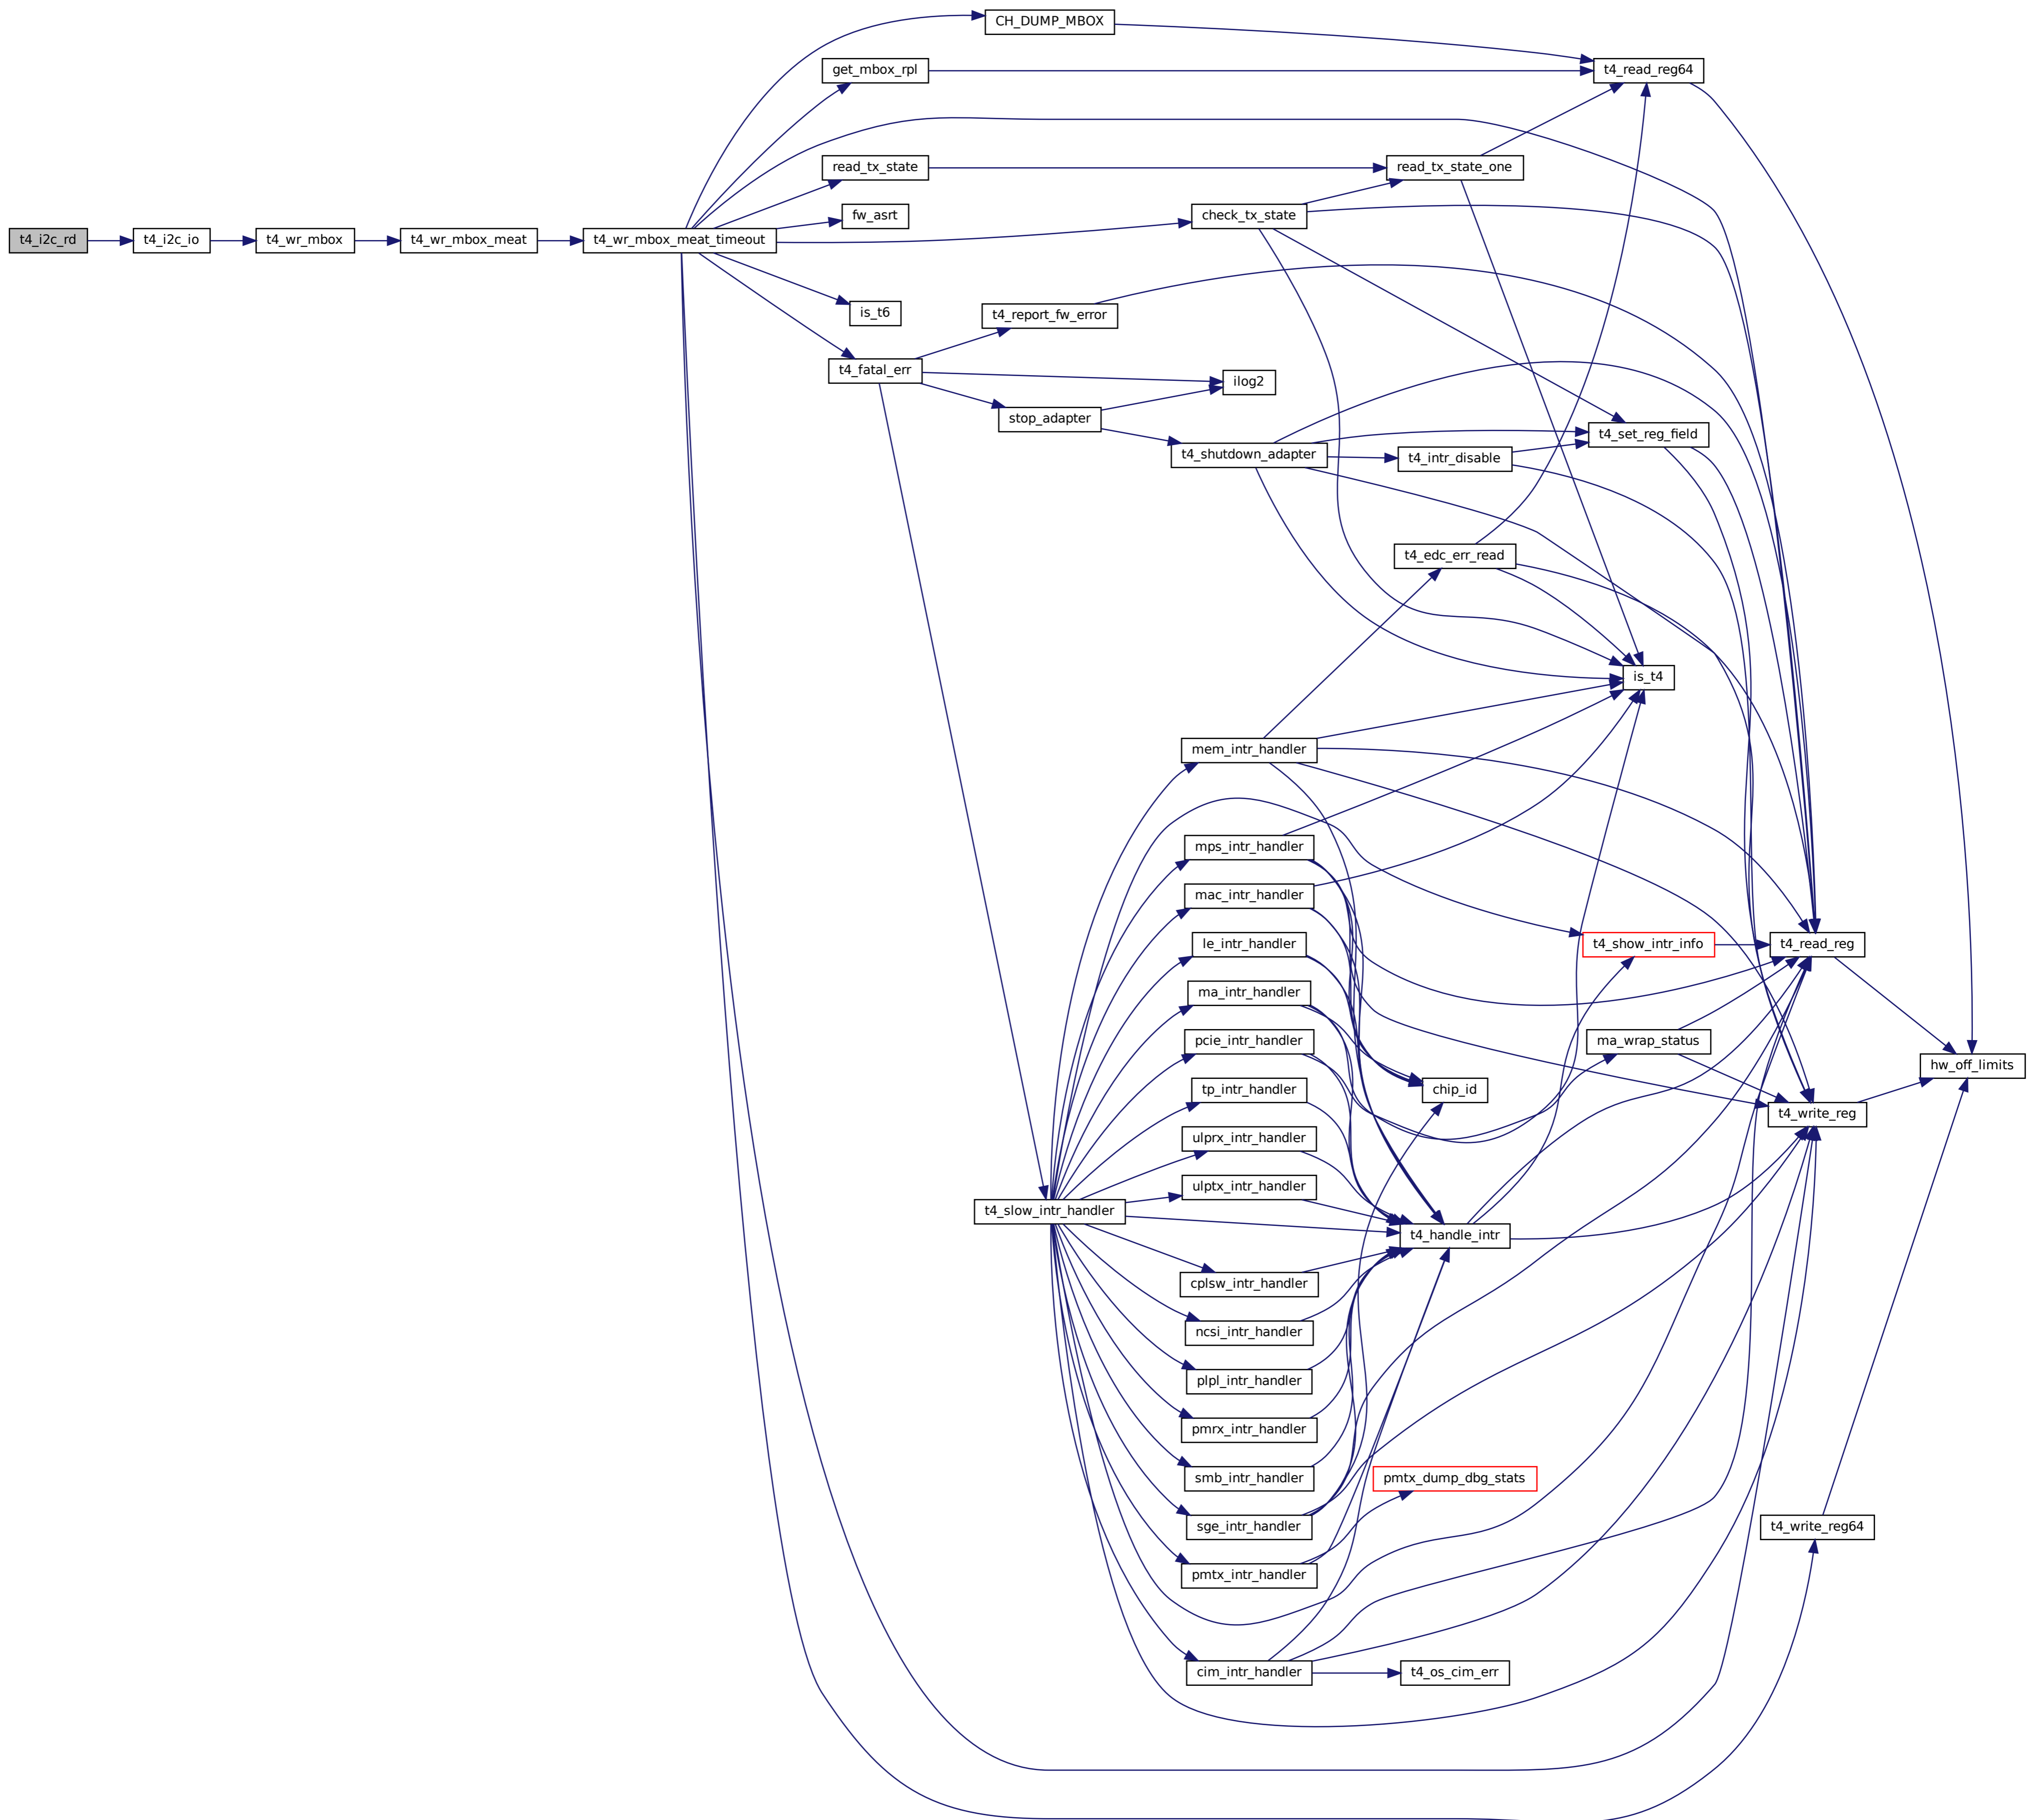 CH_DUMP_MBOX
get_mbox_rpl
t4_read_reg64
read_tx_state
read_tx_state_one
fw_asrt
check_tx_state
t4_i2c_rd
t4_i2c_io
t4_wr_mbox
t4_wr_mbox_meat
t4_wr_mbox_meat_timeout
is_t6
t4_report_fw_error
t4_fatal_err
ilog2
stop_adapter
t4_set_reg_field
t4_shutdown_adapter
t4_intr_disable
t4_edc_err_read
is_t4
mem_intr_handler
mps_intr_handler
mac_intr_handler
le_intr_handler
t4_show_intr_info
t4_read_reg
ma_intr_handler
pcie_intr_handler
ma_wrap_status
hw_off_limits
tp_intr_handler
chip_id
t4_write_reg
ulprx_intr_handler
ulptx_intr_handler
t4_slow_intr_handler
t4_handle_intr
cplsw_intr_handler
ncsi_intr_handler
plpl_intr_handler
pmrx_intr_handler
smb_intr_handler
pmtx_dump_dbg_stats
sge_intr_handler
t4_write_reg64
pmtx_intr_handler
cim_intr_handler
t4_os_cim_err